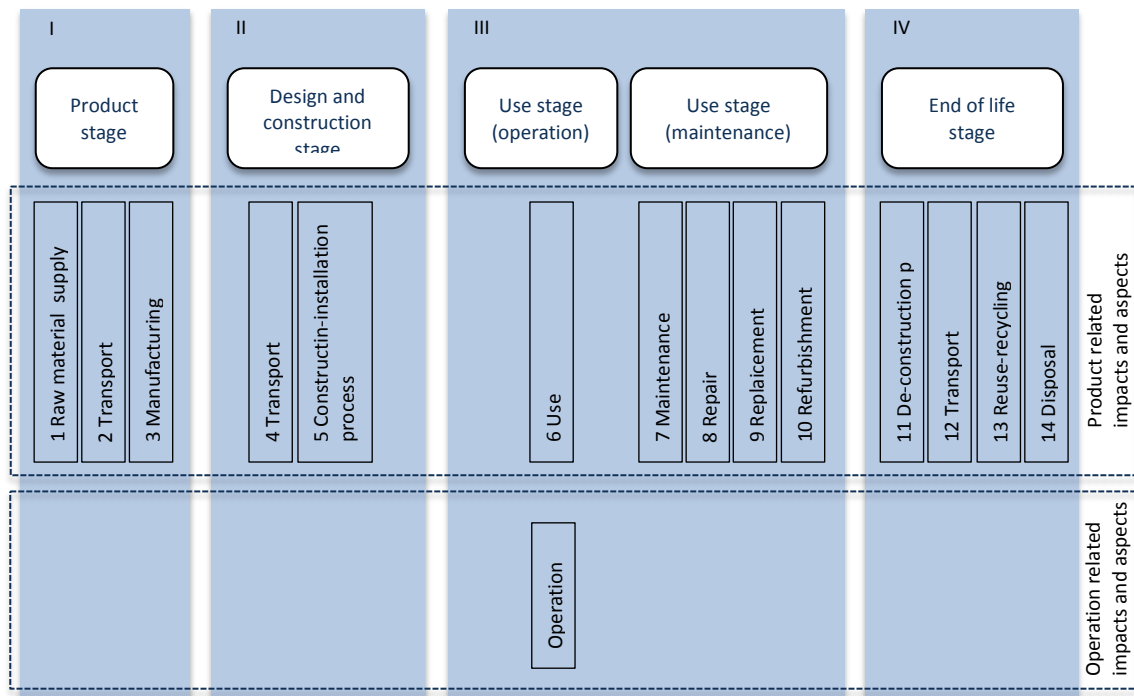 I
II
III
IV
Product
stage
Design and
construction
stage
Use stage
(operation)
Use stage
(maintenance)
End of life
stage
1 Raw material supply
2 Transport
3 Manufacturing
4 Transport
5 Constructin-installation
process
6 Use
7 Maintenance
8 Repair
9 Replaicement
10 Refurbishment
11 De-construction p
12 Transport
13 Reuse-recycling
14 Disposal
Product related
impacts and aspects
Operation
Operation related
impacts and aspects